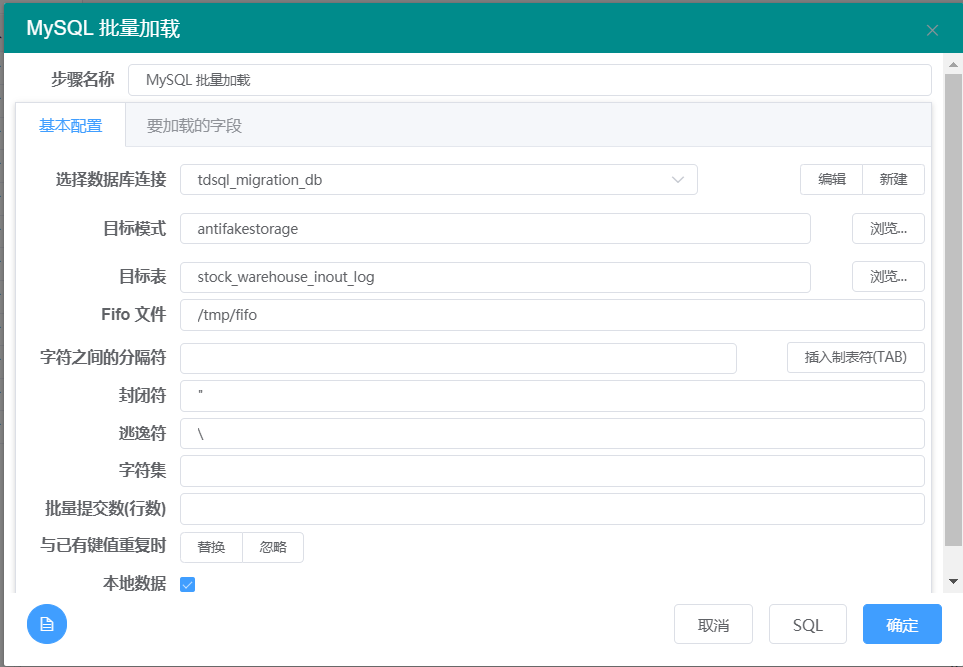 MySQL 批量加载
步骤名称 MySQL 批量加载
基本配置 要加载的字段
选择数据库连接 tdsql_migration_db 编辑 新建
目标模式 antifakestorage 浏览...
目标表 stock_warehouse_inout_log 浏览...
Fifo 文件 /tmp/fifo
字符之间的分隔符 插入制表符(TAB)
封闭符 "
逃逸符 \
字符集
批量提交数(行数)
与已有键值重复时 替换 忽略
本地数据
取消 SQL 确定